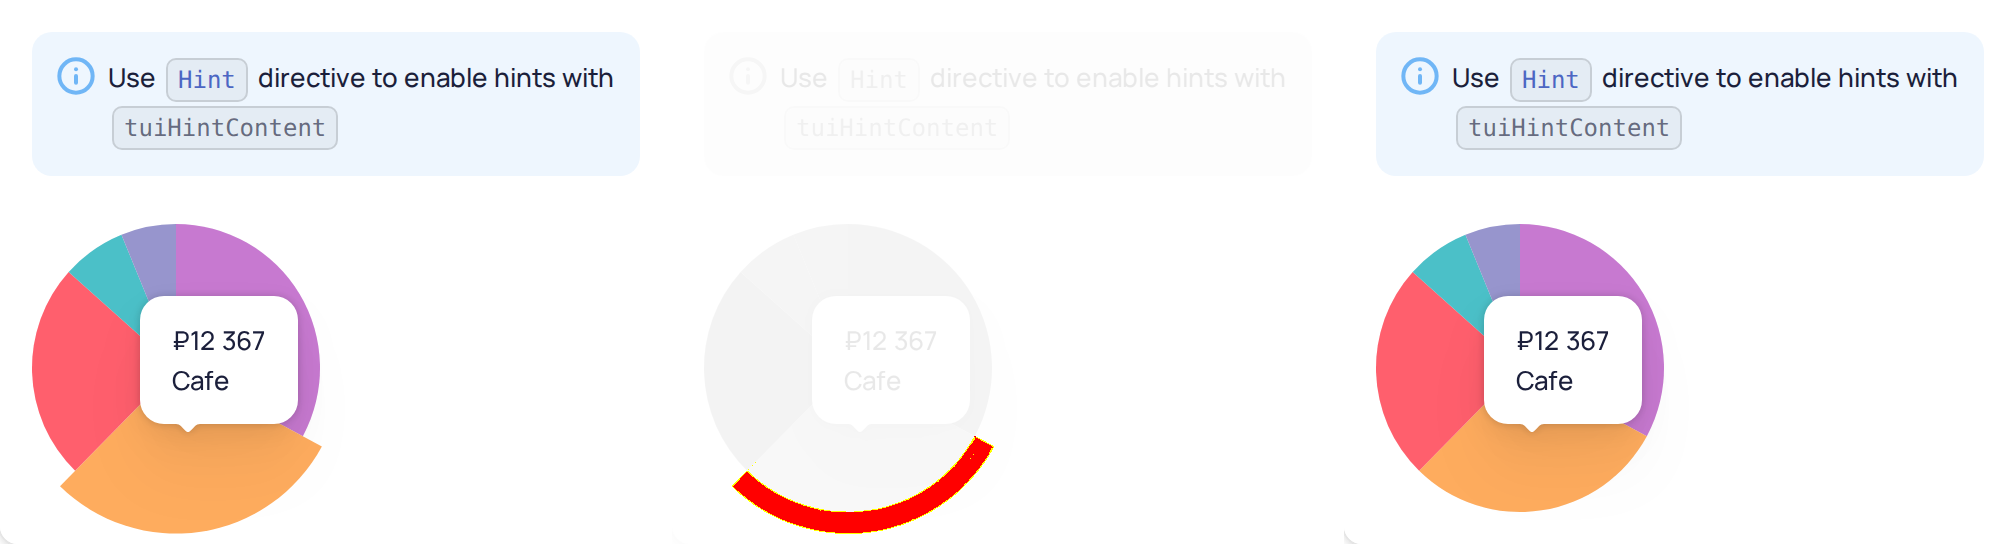 Use Hint directive to enable hints with
tuiHintContent
₽12 367
Cafe
Use Hint directive to enable hints with
tuiHintContent
₽12 367
Cafe
Use Hint directive to enable hints with
tuiHintContent
₽12 367
Cafe